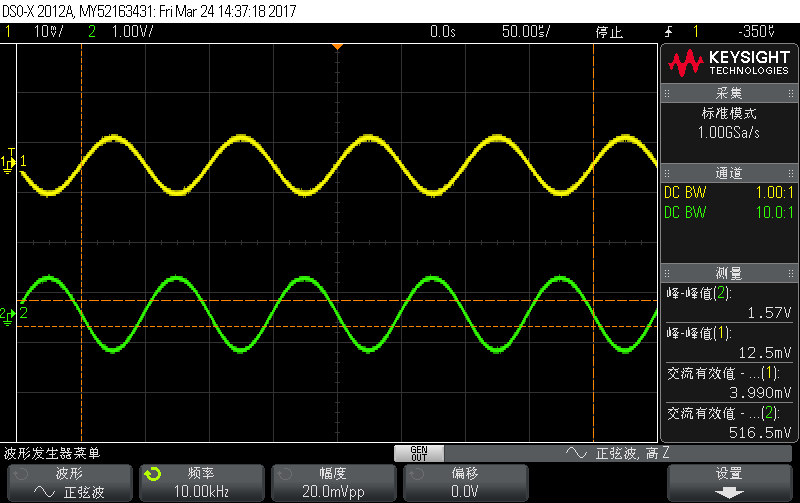 DSO-X 2012A, MY52163431: Fri Mar 24 14:37:18 2017
1 10mV/ 2 1.00V/ 0.0s 50.00us/ 停止 1 -350uV
KEYSIGHT
TECHNOLOGIES
采集
标准模式
1.00GSa/s
通道
DC BW 1.00:1
DC BW 10.0:1
测量
峰-峰值(2):
1.57V
峰-峰值(1):
12.5mV
交流有效值 - ...(1):
3.990mV
交流有效值 - ...(2):
516.5mV
T
1 1
2 2
波形发生器菜单 GEN OUT 正弦波, 高 Z
波形 正弦波
频率 10.00kHz
幅度 20.0mVpp
偏移 0.0V
设置